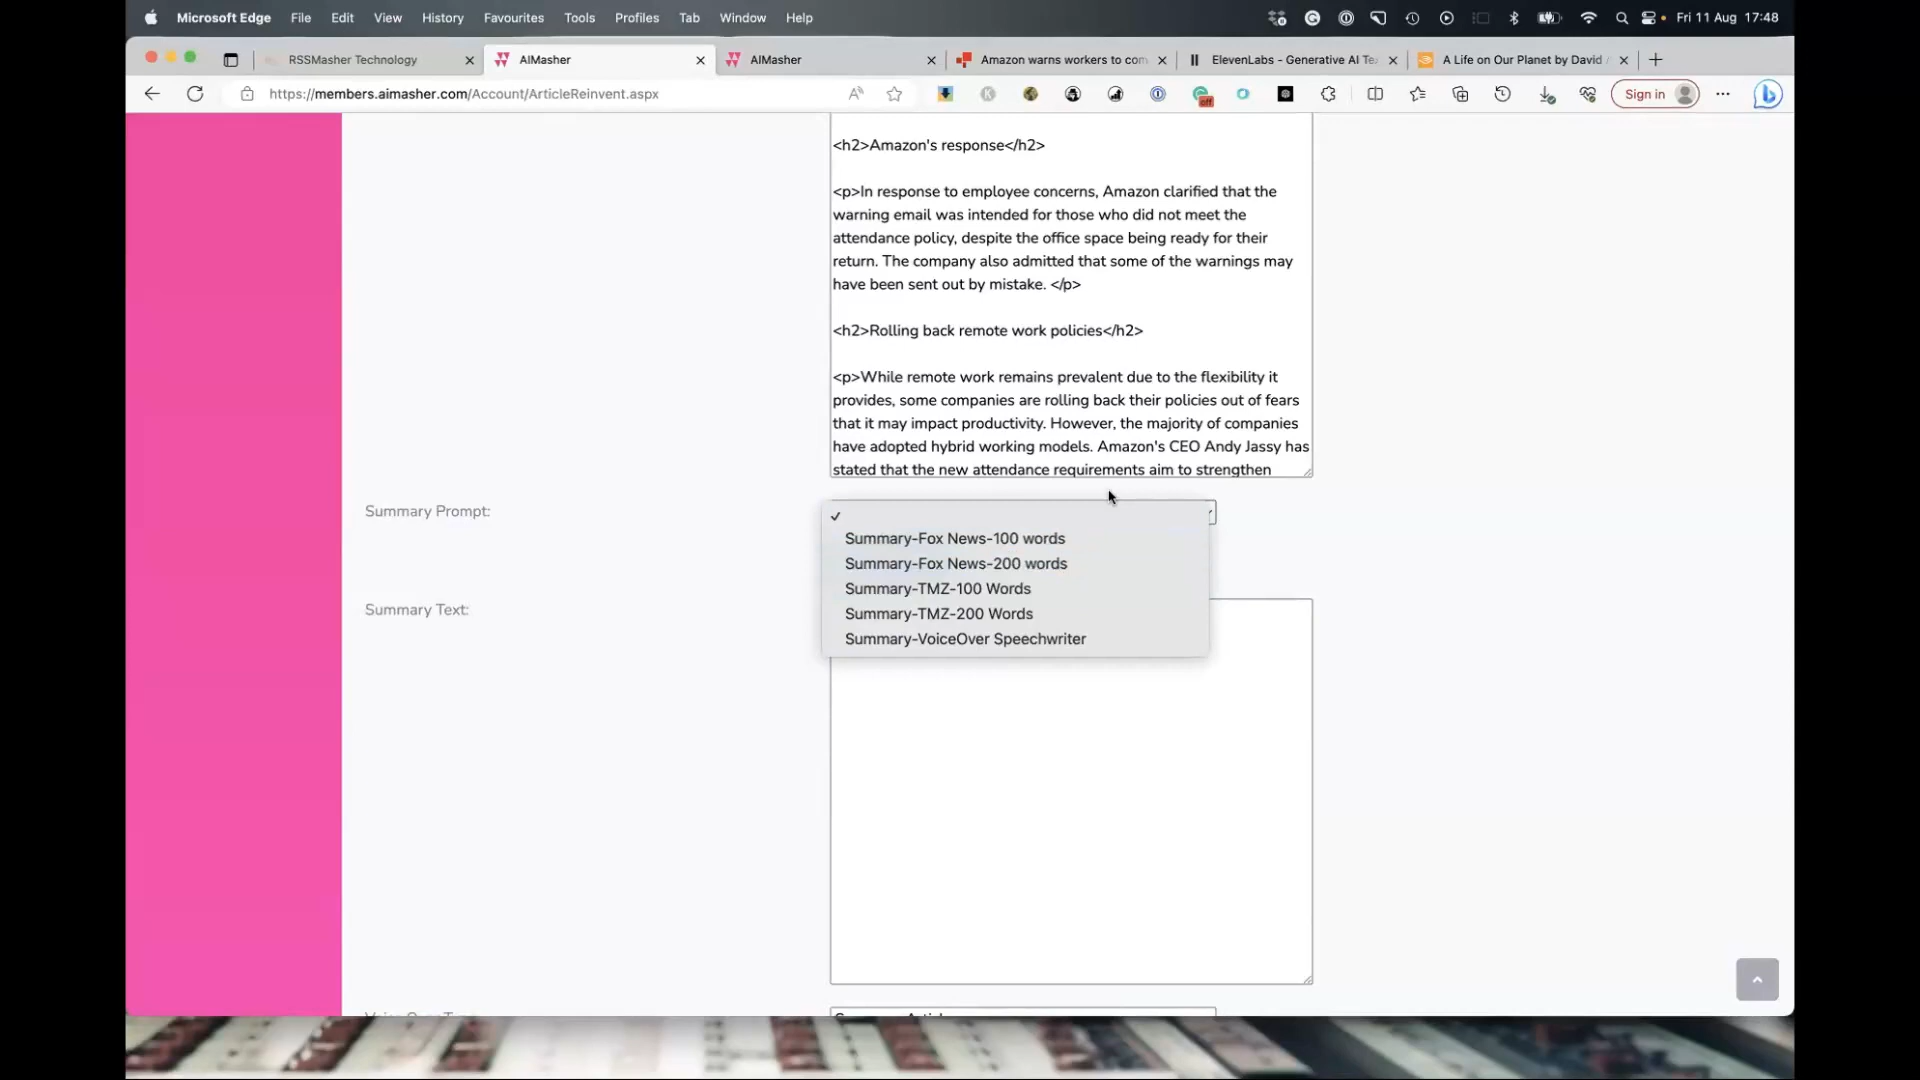 Microsoft Edge File Edit View History Favourites Tools Profiles Tab Window Help Fri 11 Aug 17:48
RSSMasher Technology AIMasher AIMasher Amazon warns workers to com ElevenLabs - Generative AI Te A Life on Our Planet by David
https://members.aimasher.com/Account/ArticleReinvent.aspx off Sign in
<h2>Amazon's response</h2>
<p>In response to employee concerns, Amazon clarified that the
warning email was intended for those who did not meet the
attendance policy, despite the office space being ready for their
return. The company also admitted that some of the warnings may
have been sent out by mistake. </p>
<h2>Rolling back remote work policies</h2>
<p>While remote work remains prevalent due to the flexibility it
provides, some companies are rolling back their policies out of fears
that it may impact productivity. However, the majority of companies
have adopted hybrid working models. Amazon's CEO Andy Jassy has
stated that the new attendance requirements aim to strengthen
Summary Prompt:
Summary-Fox News-100 words
Summary-Fox News-200 words
Summary-TMZ-100 Words
Summary-TMZ-200 Words
Summary-VoiceOver Speechwriter
Summary Text: